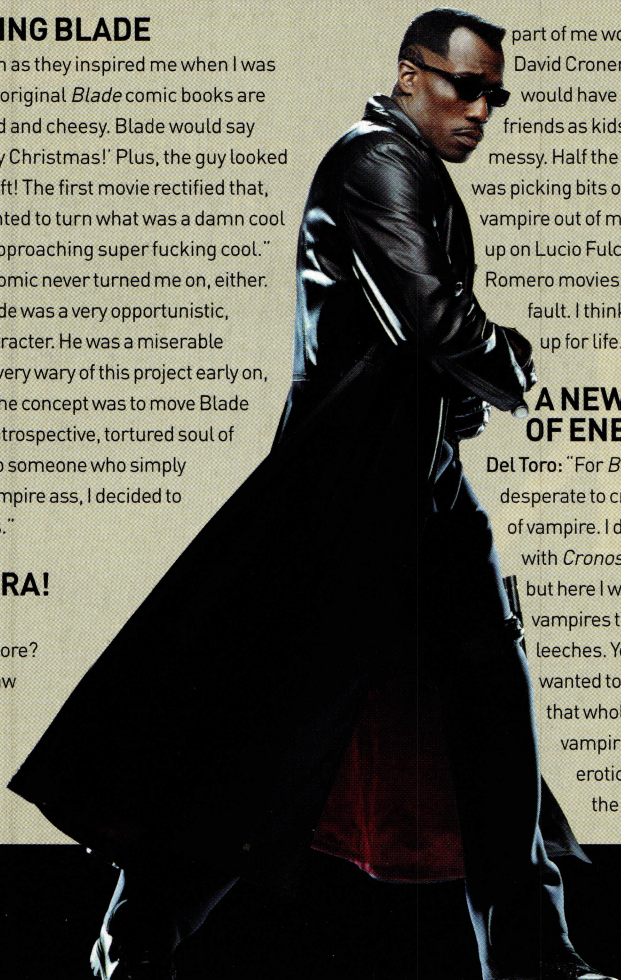 ING BLADE
n as they inspired me when I was
original Blade comic books are
d and cheesy. Blade would say
y Christmas!’ Plus, the guy looked
ft! The first movie rectified that,
nted to turn what was a damn cool
pproaching super fucking cool.”
omic never turned me on, either.
de was a very opportunistic,
racter. He was a miserable
very wary of this project early on,
he concept was to move Blade
trospective, tortured soul of
o someone who simply
mpire ass, I decided to
s.”
RA!
ore?
aw
part of me wo
David Croner
would have
friends as kids
messy. Half the
was picking bits o
vampire out of m
up on Lucio Fulc
Romero movies
fault. I think
up for life.
A NEW
OF ENE
Del Toro: “For B
desperate to cr
of vampire. I d
with Cronos
but here I w
vampires t
leeches. Yo
wanted to
that whol
vampir
erotic
the